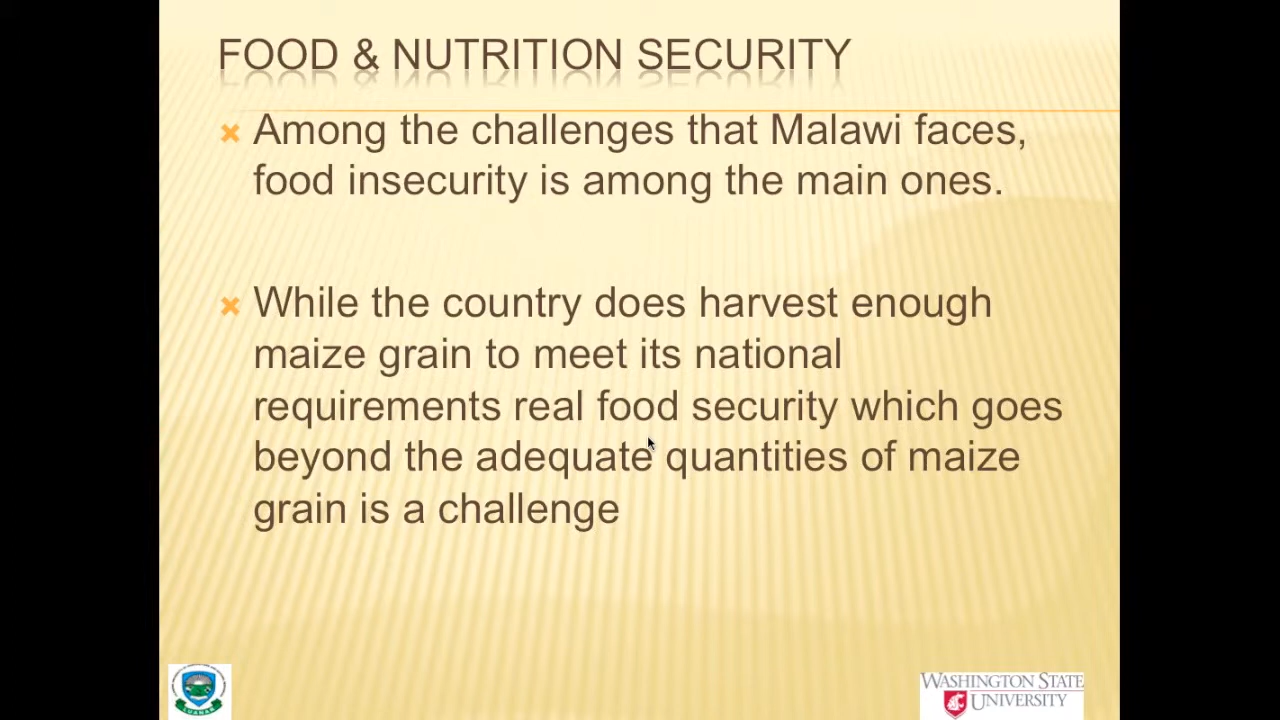 FOOD & NUTRITION SECURITY
Among the challenges that Malawi faces,
food insecurity is among the main ones.
While the country does harvest enough
maize grain to meet its national
requirements real food security which goes
beyond the adequate quantities of maize
grain is a challenge
WASHINGTON STATE
UNIVERSITY